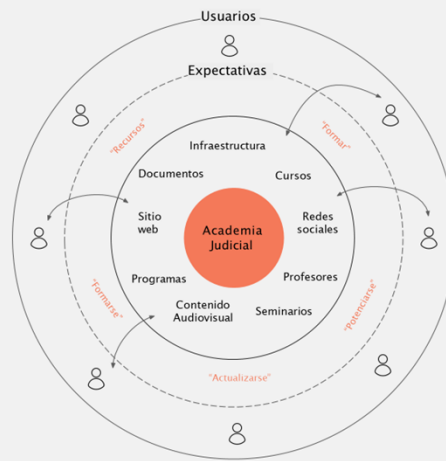 Usuarios
Expectativas
"Recursos"
"Formar"
Infraestructura
Documentos
Cursos
Sitio
web
Academia
Judicial
Redes
sociales
Programas
Profesores
Contenido
Audiovisual
Seminarios
"Formarse"
"Potenciarse"
"Actualizarse"